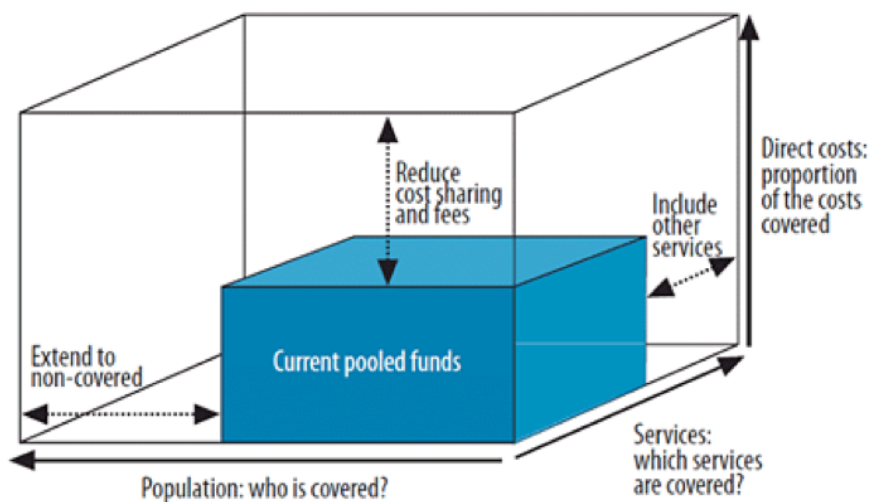 Direct costs:
proportion
of the costs
covered
Reduce
cost sharing
and fees
Include
other
services
Extend to
non-covered
Current pooled funds
Services:
which services
are covered?
Population: who is covered?